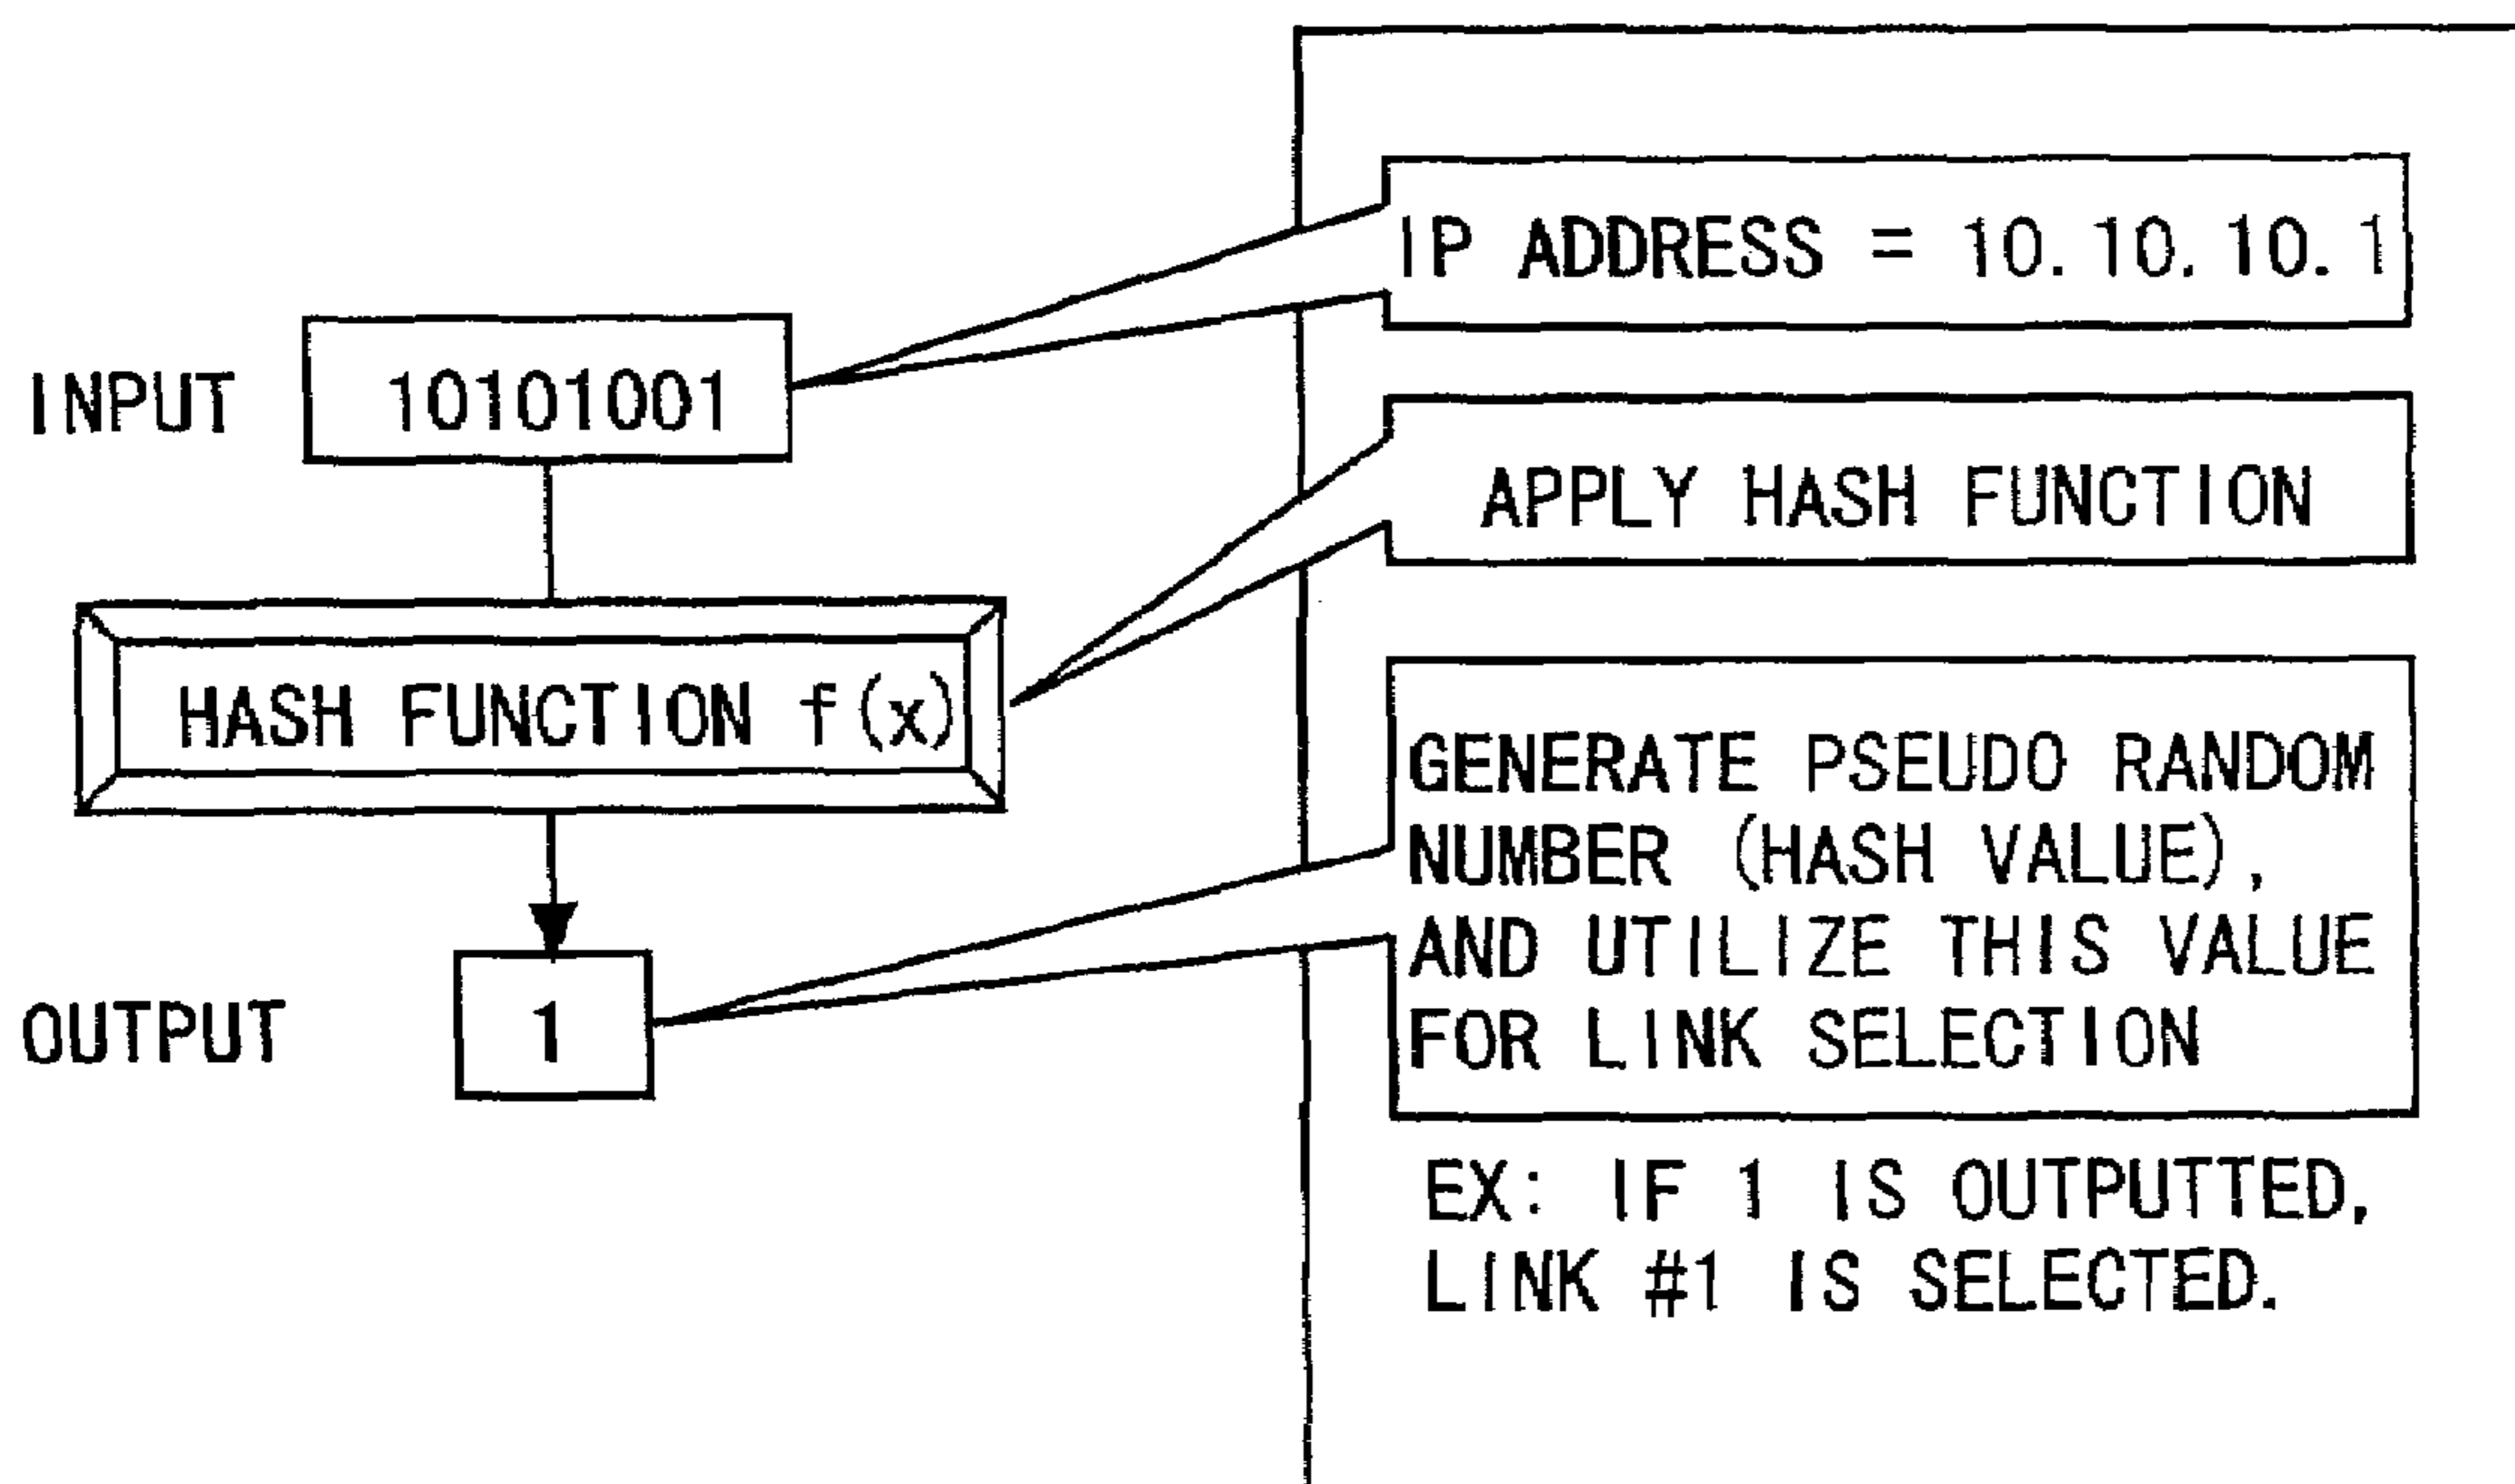 IP ADDRESS = 10. 10. 10. 1
INPUT 10101001
APPLY HASH FUNCTION
HASH FUNCTION f(x)
GENERATE PSEUDO RANDOM
NUMBER (HASH VALUE),
AND UTILIZE THIS VALUE
FOR LINK SELECTION
OUTPUT 1
EX: IF 1 IS OUTPUTTED,
LINK #1 IS SELECTED.